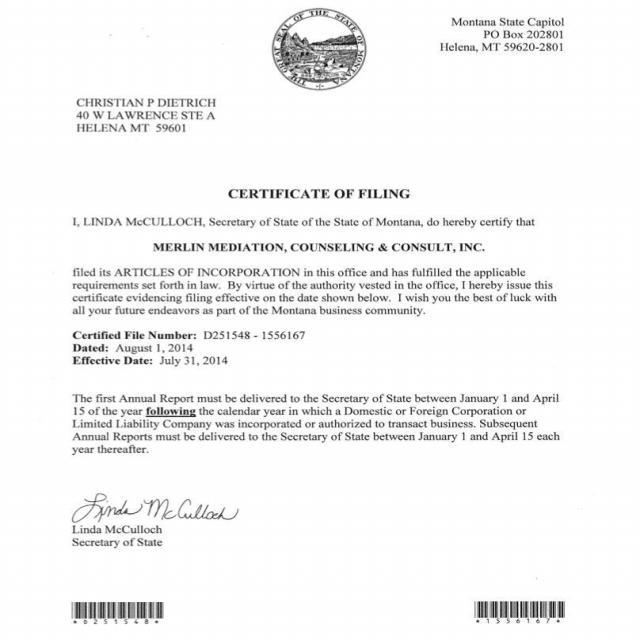 THE GREAT SEAL OF THE STATE OF MONTANA
Montana State Capitol
PO Box 202801
Helena, MT 59620-2801
CHRISTIAN P DIETRICH
40 W LAWRENCE STE A
HELENA MT 59601
CERTIFICATE OF FILING
I, LINDA McCULLOCH, Secretary of State of the State of Montana, do hereby certify that
MERLIN MEDIATION, COUNSELING & CONSULT, INC.
filed its ARTICLES OF INCORPORATION in this office and has fulfilled the applicable
requirements set forth in law. By virtue of the authority vested in the office, I hereby issue this
certificate evidencing filing effective on the date shown below. I wish you the best of luck with
all your future endeavors as part of the Montana business community.
Certified File Number: D251548 - 1556167
Dated: August 1, 2014
Effective Date: July 31, 2014
The first Annual Report must be delivered to the Secretary of State between January 1 and April
15 of the year following the calendar year in which a Domestic or Foreign Corporation or
Limited Liability Company was incorporated or authorized to transact business. Subsequent
Annual Reports must be delivered to the Secretary of State between January 1 and April 15 each
year thereafter.
Linda McCulloch
Linda McCulloch
Secretary of State
*6251548*
*1556167*